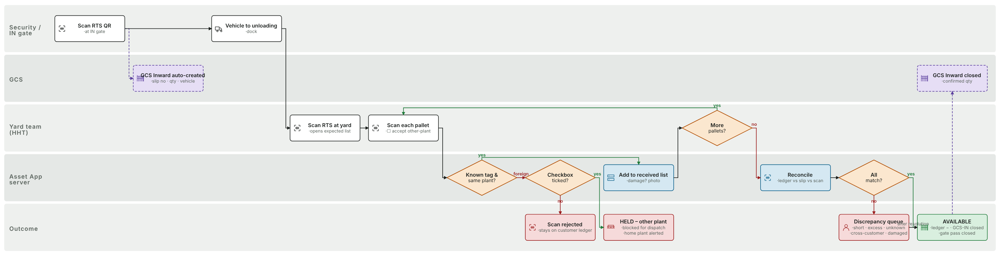 Security /
IN gate
Scan RTS QR
·at IN gate
Vehicle to unloading
·dock
GCS
GCS Inward auto-created
·slip no · qty · vehicle
GCS Inward closed
·confirmed qty
Yard team
(HHT)
Scan RTS at yard
·opens expected list
Scan each pallet
·☐ accept other-plant
yes
More
pallets?
no
Asset App
server
yes
Known tag &
same plant?
foreign
Checkbox
ticked?
yes
no
Add to received list
·damage? photo
Reconcile
·ledger vs slip vs scan
All
match?
yes
no
Outcome
Scan rejected
·stays on customer ledger
HELD – other plant
·blocked for dispatch
·home plant alerted
Discrepancy queue
·short · excess · unknown
·cross-customer · damaged
after resolution
AVAILABLE
·ledger − · GCS-IN closed
·gate pass closed